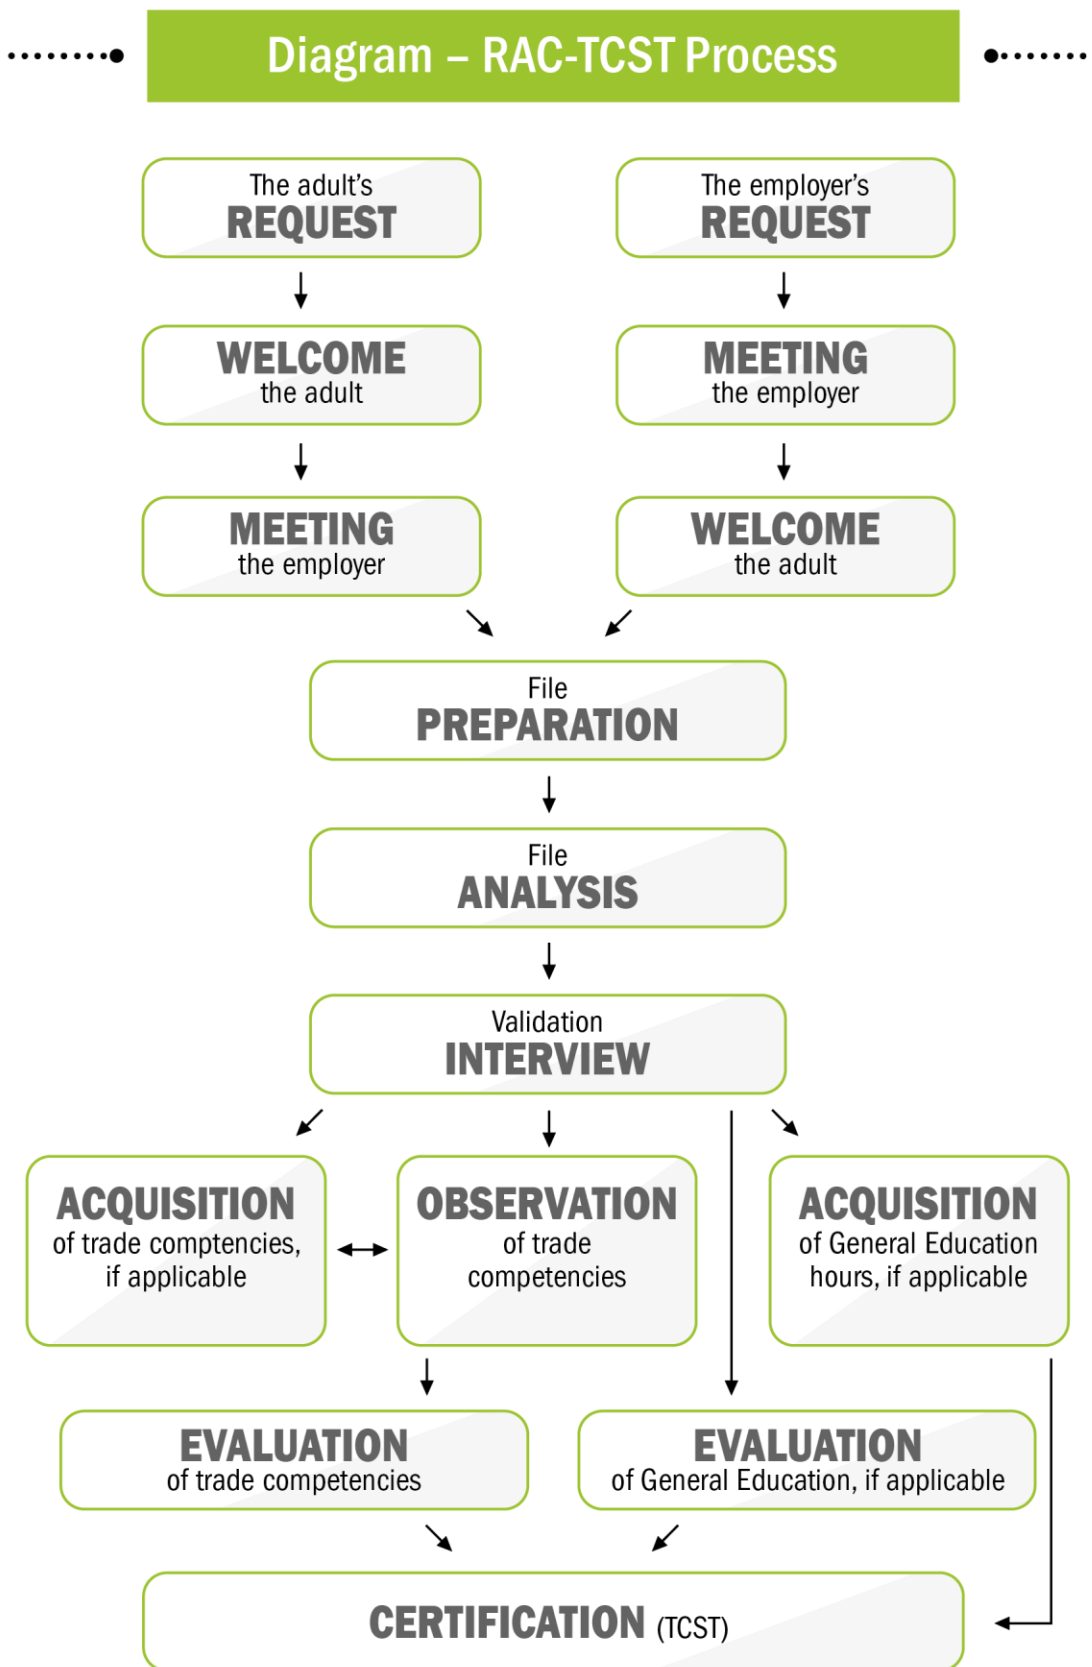 Diagram – RAC-TCST Process
The adult's
REQUEST
The employer's
REQUEST
WELCOME
the adult
MEETING
the employer
MEETING
the employer
WELCOME
the adult
File
PREPARATION
File
ANALYSIS
Validation
INTERVIEW
ACQUISITION
of trade comptencies,
if applicable
OBSERVATION
of trade
competencies
ACQUISITION
of General Education
hours, if applicable
EVALUATION
of trade competencies
EVALUATION
of General Education, if applicable
CERTIFICATION (TCST)